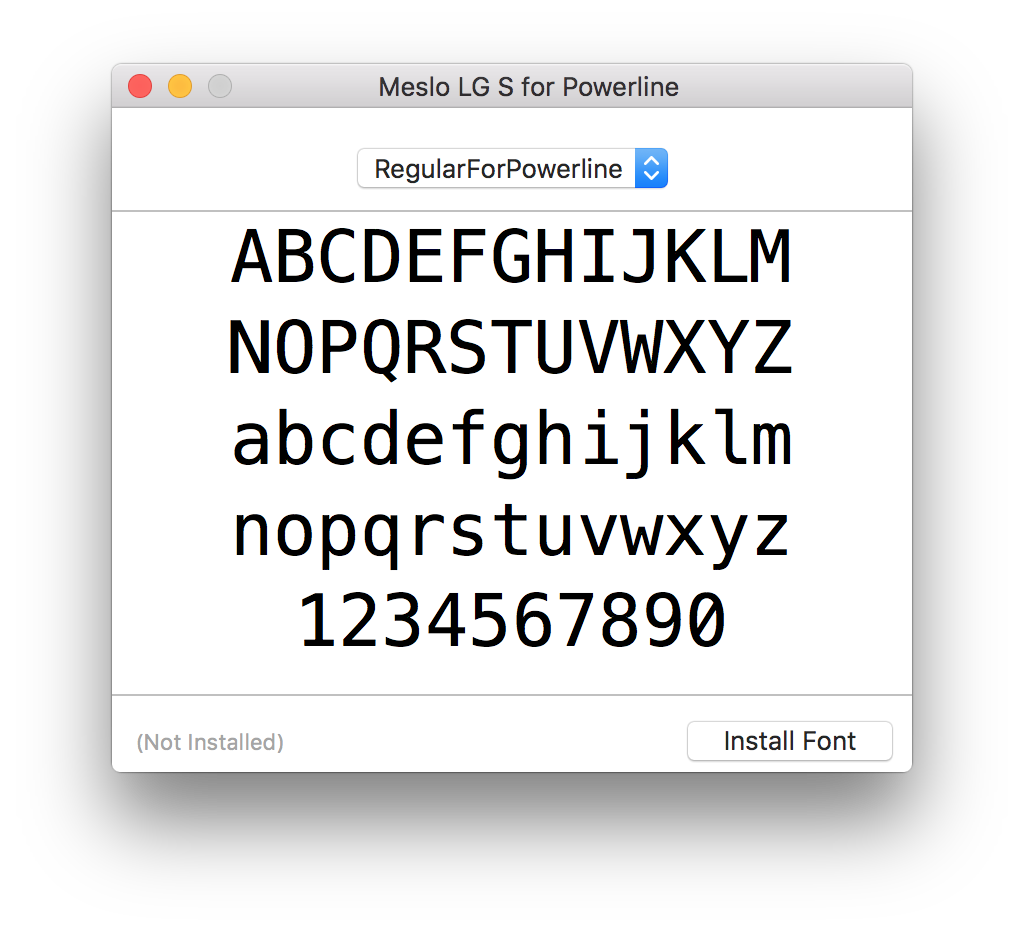 Meslo LG S for Powerline
RegularForPowerline
ABCDEFGHIJKLM
NOPQRSTUVWXYZ
abcdefghijklm
nopqrstuvwxyz
1234567890
(Not Installed)
Install Font